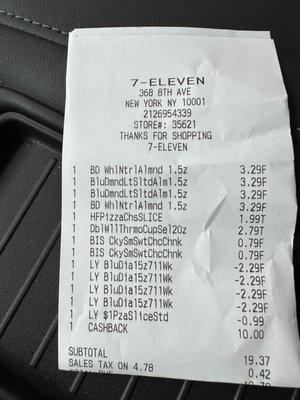 7-ELEVEN
368 8TH AVE
NEW YORK NY 10001
2126954339
STORE#: 35621
THANKS FOR SHOPPING
7-ELEVEN
1 BD WhlNtrlAlmnd 1.5z 3.29F
1 BluDmndLtSltdAlm1.5z 3.29F
1 BluDmndLtSltdAlm1.5z 3.29F
1 BD WhlNtrlAlmnd 1.5z 3.29F
1 HFPizzaChsSLICE 1.99T
1 DblWllThrmoCupSel2Oz 2.79T
1 BIS CkySmSwtChcChnk 0.79F
1 BIS CkySmSwtChcChnk 0.79F
1 LY BluDia15z711Wk -2.29F
1 LY BluDia15z711Wk -2.29F
1 LY BluDia15z711Wk -2.29F
1 LY BluDia15z711Wk -2.29F
1 LY $1PzaSliceStd -0.99
1 CASHBACK 10.00
SUBTOTAL 19.37
SALES TAX ON 4.78 0.42